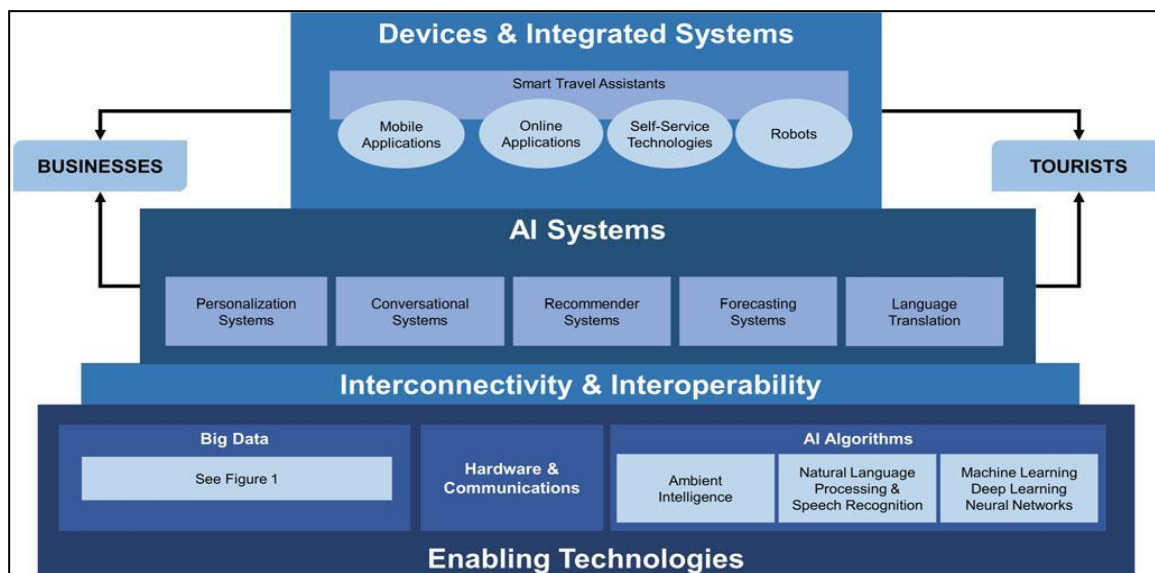 Devices & Integrated Systems
Smart Travel Assistants
Mobile
Applications
Online
Applications
Self-Service
Technologies
Robots
BUSINESSES
TOURISTS
AI Systems
Personalization
Systems
Conversational
Systems
Recommender
Systems
Forecasting
Systems
Language
Translation
Interconnectivity & Interoperability
Big Data
See Figure 1
Hardware &
Communications
AI Algorithms
Ambient
Intelligence
Natural Language
Processing &
Speech Recognition
Machine Learning
Deep Learning
Neural Networks
Enabling Technologies